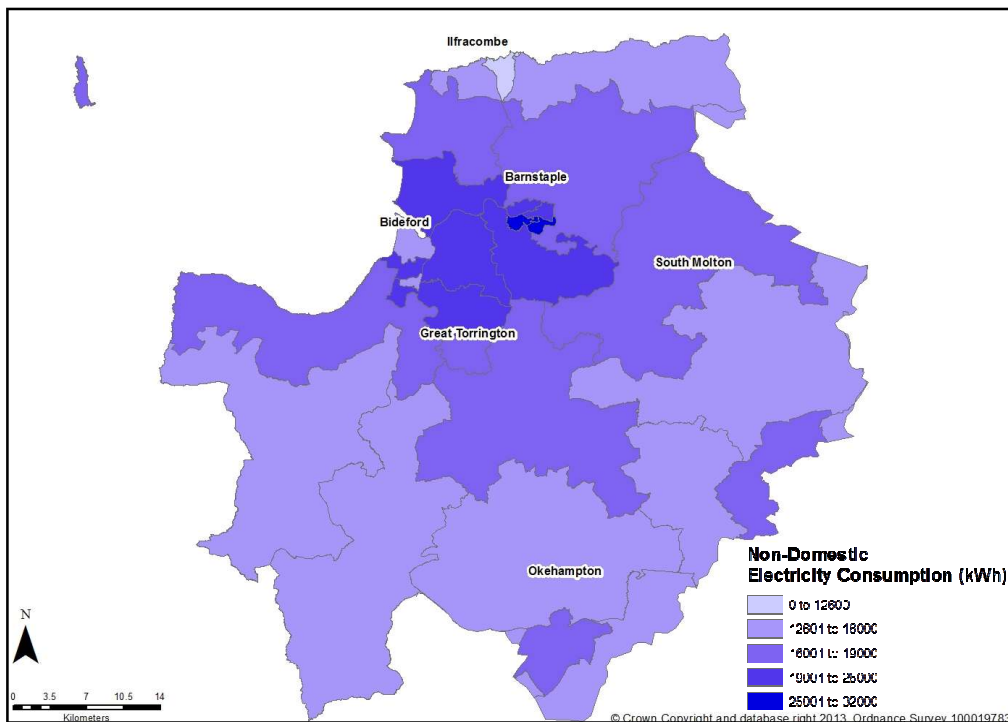 Ilfracombe
Barnstaple
Bideford
South Molton
Great Torrington
Okehampton
Non-Domestic
Electricity Consumption (kWh)
0 to 12600
12601 to 16000
16001 to 19000
19001 to 25000
25001 to 32000
N
0 3.5 7 10.5 14
Kilometers
© Crown Copyright and database right 2013. Ordnance Survey